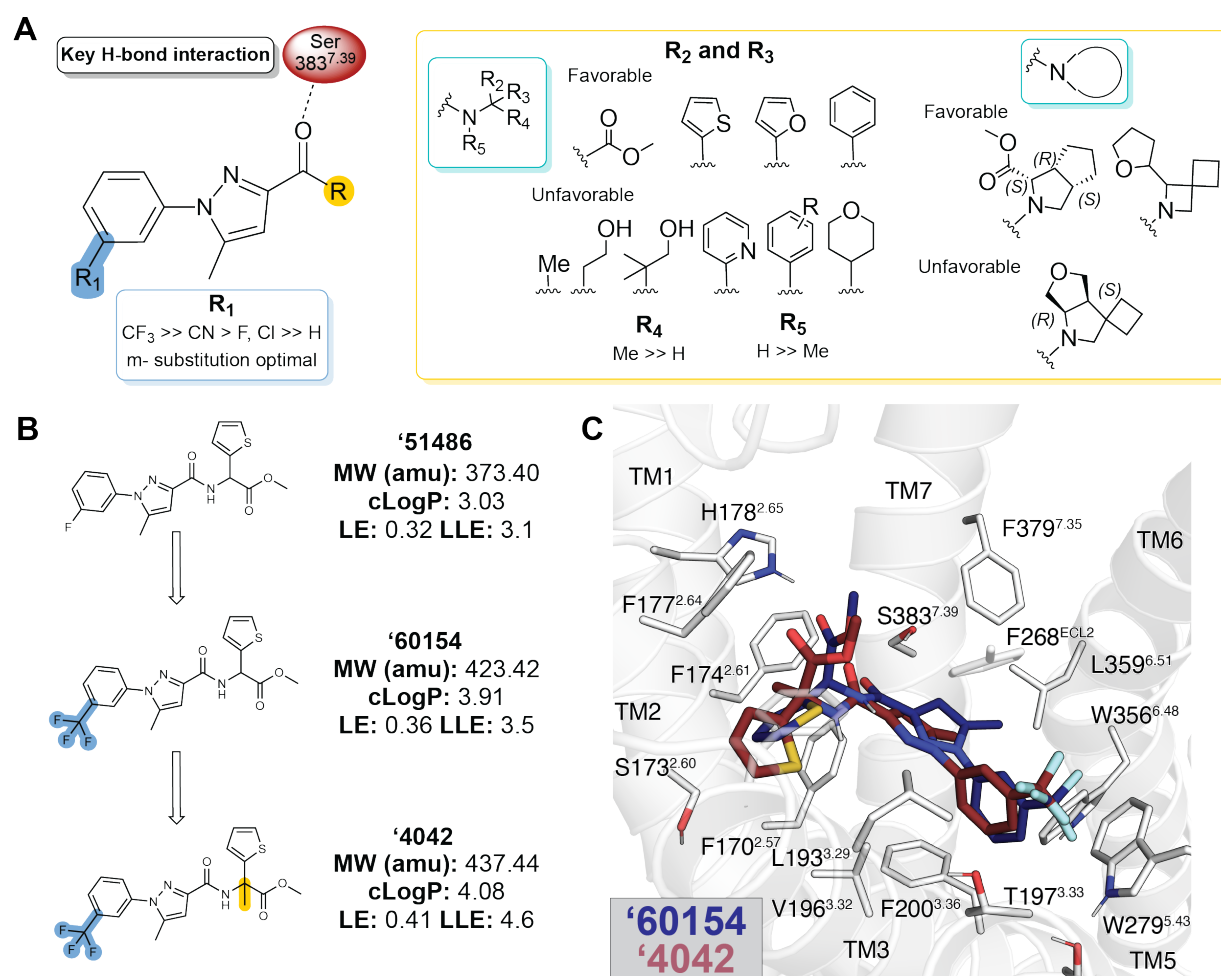 A
Key H-bond interaction
Ser
383^7.39
O
N
N
R
R1
R1
CF3 >> CN > F, Cl >> H
m- substitution optimal
R2 and R3
R2
R3
N
R4
R5
Favorable
O
O
S
O
Unfavorable
OH
OH
Me
N
R
O
R4
Me >> H
R5
H >> Me
N
Favorable
O
O
(R)
(S)
(S)
N
O
N
Unfavorable
O
(S)
(R)
N
B
F
N
N
O
N
H
S
O
O
‘51486
MW (amu): 373.40
cLogP: 3.03
LE: 0.32 LLE: 3.1
F
F
F
N
N
O
N
H
S
O
O
‘60154
MW (amu): 423.42
cLogP: 3.91
LE: 0.36 LLE: 3.5
F
F
F
N
N
O
N
H
S
O
O
‘4042
MW (amu): 437.44
cLogP: 4.08
LE: 0.41 LLE: 4.6
C
TM1
TM7
H178^2.65
F379^7.35
TM6
F177^2.64
S383^7.39
F268^ECL2
F174^2.61
L359^6.51
TM2
W356^6.48
S173^2.60
F170^2.57
L193^3.29
V196^3.32
F200^3.36
T197^3.33
W279^5.43
TM3
TM5
‘60154
‘4042